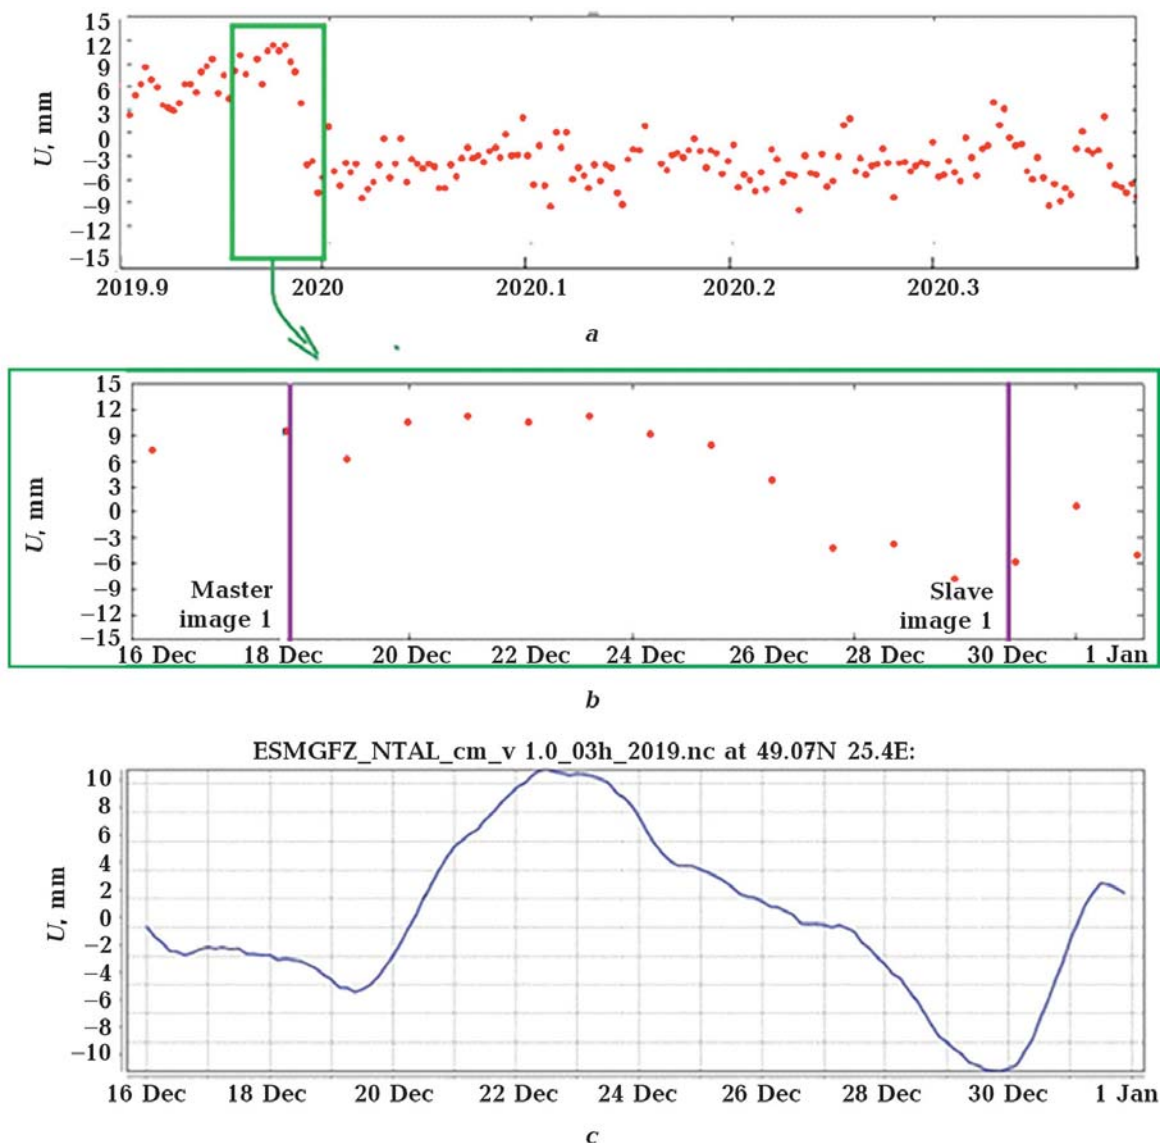 15
12
9
6
3
0
−3
−6
−9
−12
−15
U, mm
2019.9 2020 2020.1 2020.2 2020.3
a
15
12
9
6
3
0
−3
−6
−9
−12
−15
U, mm
Master
image 1
Slave
image 1
16 Dec 18 Dec 20 Dec 22 Dec 24 Dec 26 Dec 28 Dec 30 Dec 1 Jan
b
ESMGFZ_NTAL_cm_v 1.0_03h_2019.nc at 49.07N 25.4E:
10
8
6
4
2
0
−2
−4
−6
−8
−10
U, mm
16 Dec 18 Dec 20 Dec 22 Dec 24 Dec 26 Dec 28 Dec 30 Dec 1 Jan
c